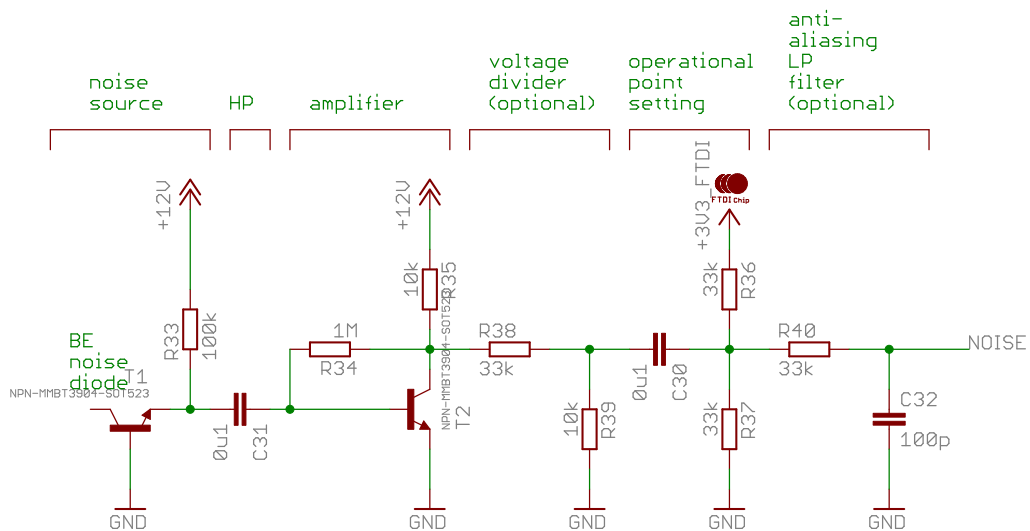 noise
source
HP
amplifier
voltage
divider
(optional)
operational
point
setting
anti-
aliasing
LP
filter
(optional)
+12V
+12V
+3V3_FTDI
FTDI Chip
R33
100k
10k
R35
33k
R36
BE
noise
diode
T1
NPN-MMBT3904-SOT523
0u1
C31
1M
R34
NPN-MMBT3904-SOT523
T2
R38
33k
10k
R39
0u1
C30
33k
R37
R40
33k
NOISE
C32
100p
GND
GND
GND
GND
GND